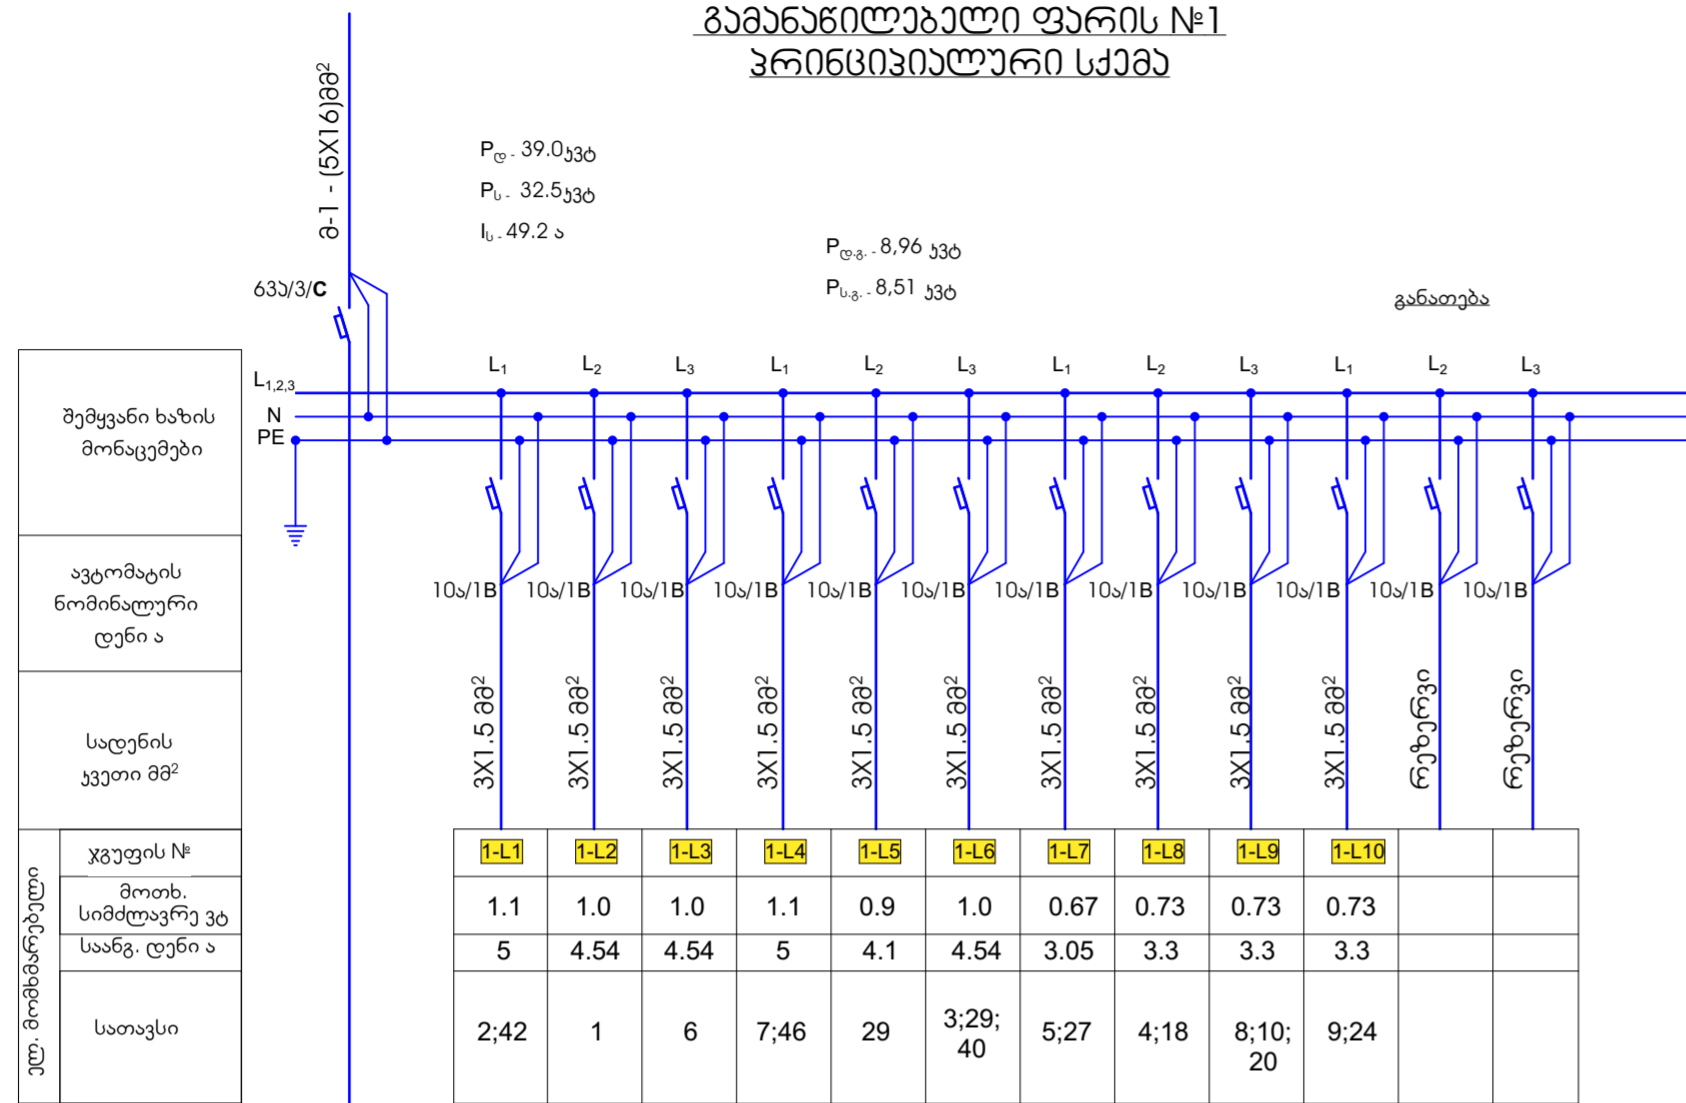 გამანაწილებელი ფარის №1
პრინციპიალური სქემა
მ-1 - (5X16)მმ²
Pდ - 39.0კვტ
Pს - 32.5კვტ
Iს - 49.2 ა
Pდ.გ. - 8,96 კვტ
Pს.გ. - 8,51 კვტ
63ა/3/C
განათება
L1,2,3
N
PE
L1 L2 L3 L1 L2 L3 L1 L2 L3 L1 L2 L3
შემყვანი ხაზის
მონაცემები
ავტომატის
ნომინალური
დენი ა
10ა/1B 10ა/1B 10ა/1B 10ა/1B 10ა/1B 10ა/1B 10ა/1B 10ა/1B 10ა/1B 10ა/1B 10ა/1B 10ა/1B
სადენის
კვეთი მმ²
3X1.5 მმ² 3X1.5 მმ² 3X1.5 მმ² 3X1.5 მმ² 3X1.5 მმ² 3X1.5 მმ² 3X1.5 მმ² 3X1.5 მმ² 3X1.5 მმ² 3X1.5 მმ² რეზერვი რეზერვი
ელ. მომხმარებელი
ჯგუფის №
1-L1 1-L2 1-L3 1-L4 1-L5 1-L6 1-L7 1-L8 1-L9 1-L10
მოთხ.
სიმძლავრე ვტ
1.1 1.0 1.0 1.1 0.9 1.0 0.67 0.73 0.73 0.73
საანგ. დენი ა
5 4.54 4.54 5 4.1 4.54 3.05 3.3 3.3 3.3
სათავსი
2;42 1 6 7;46 29 3;29; 5;27 4;18 8;10; 9;24
40 20